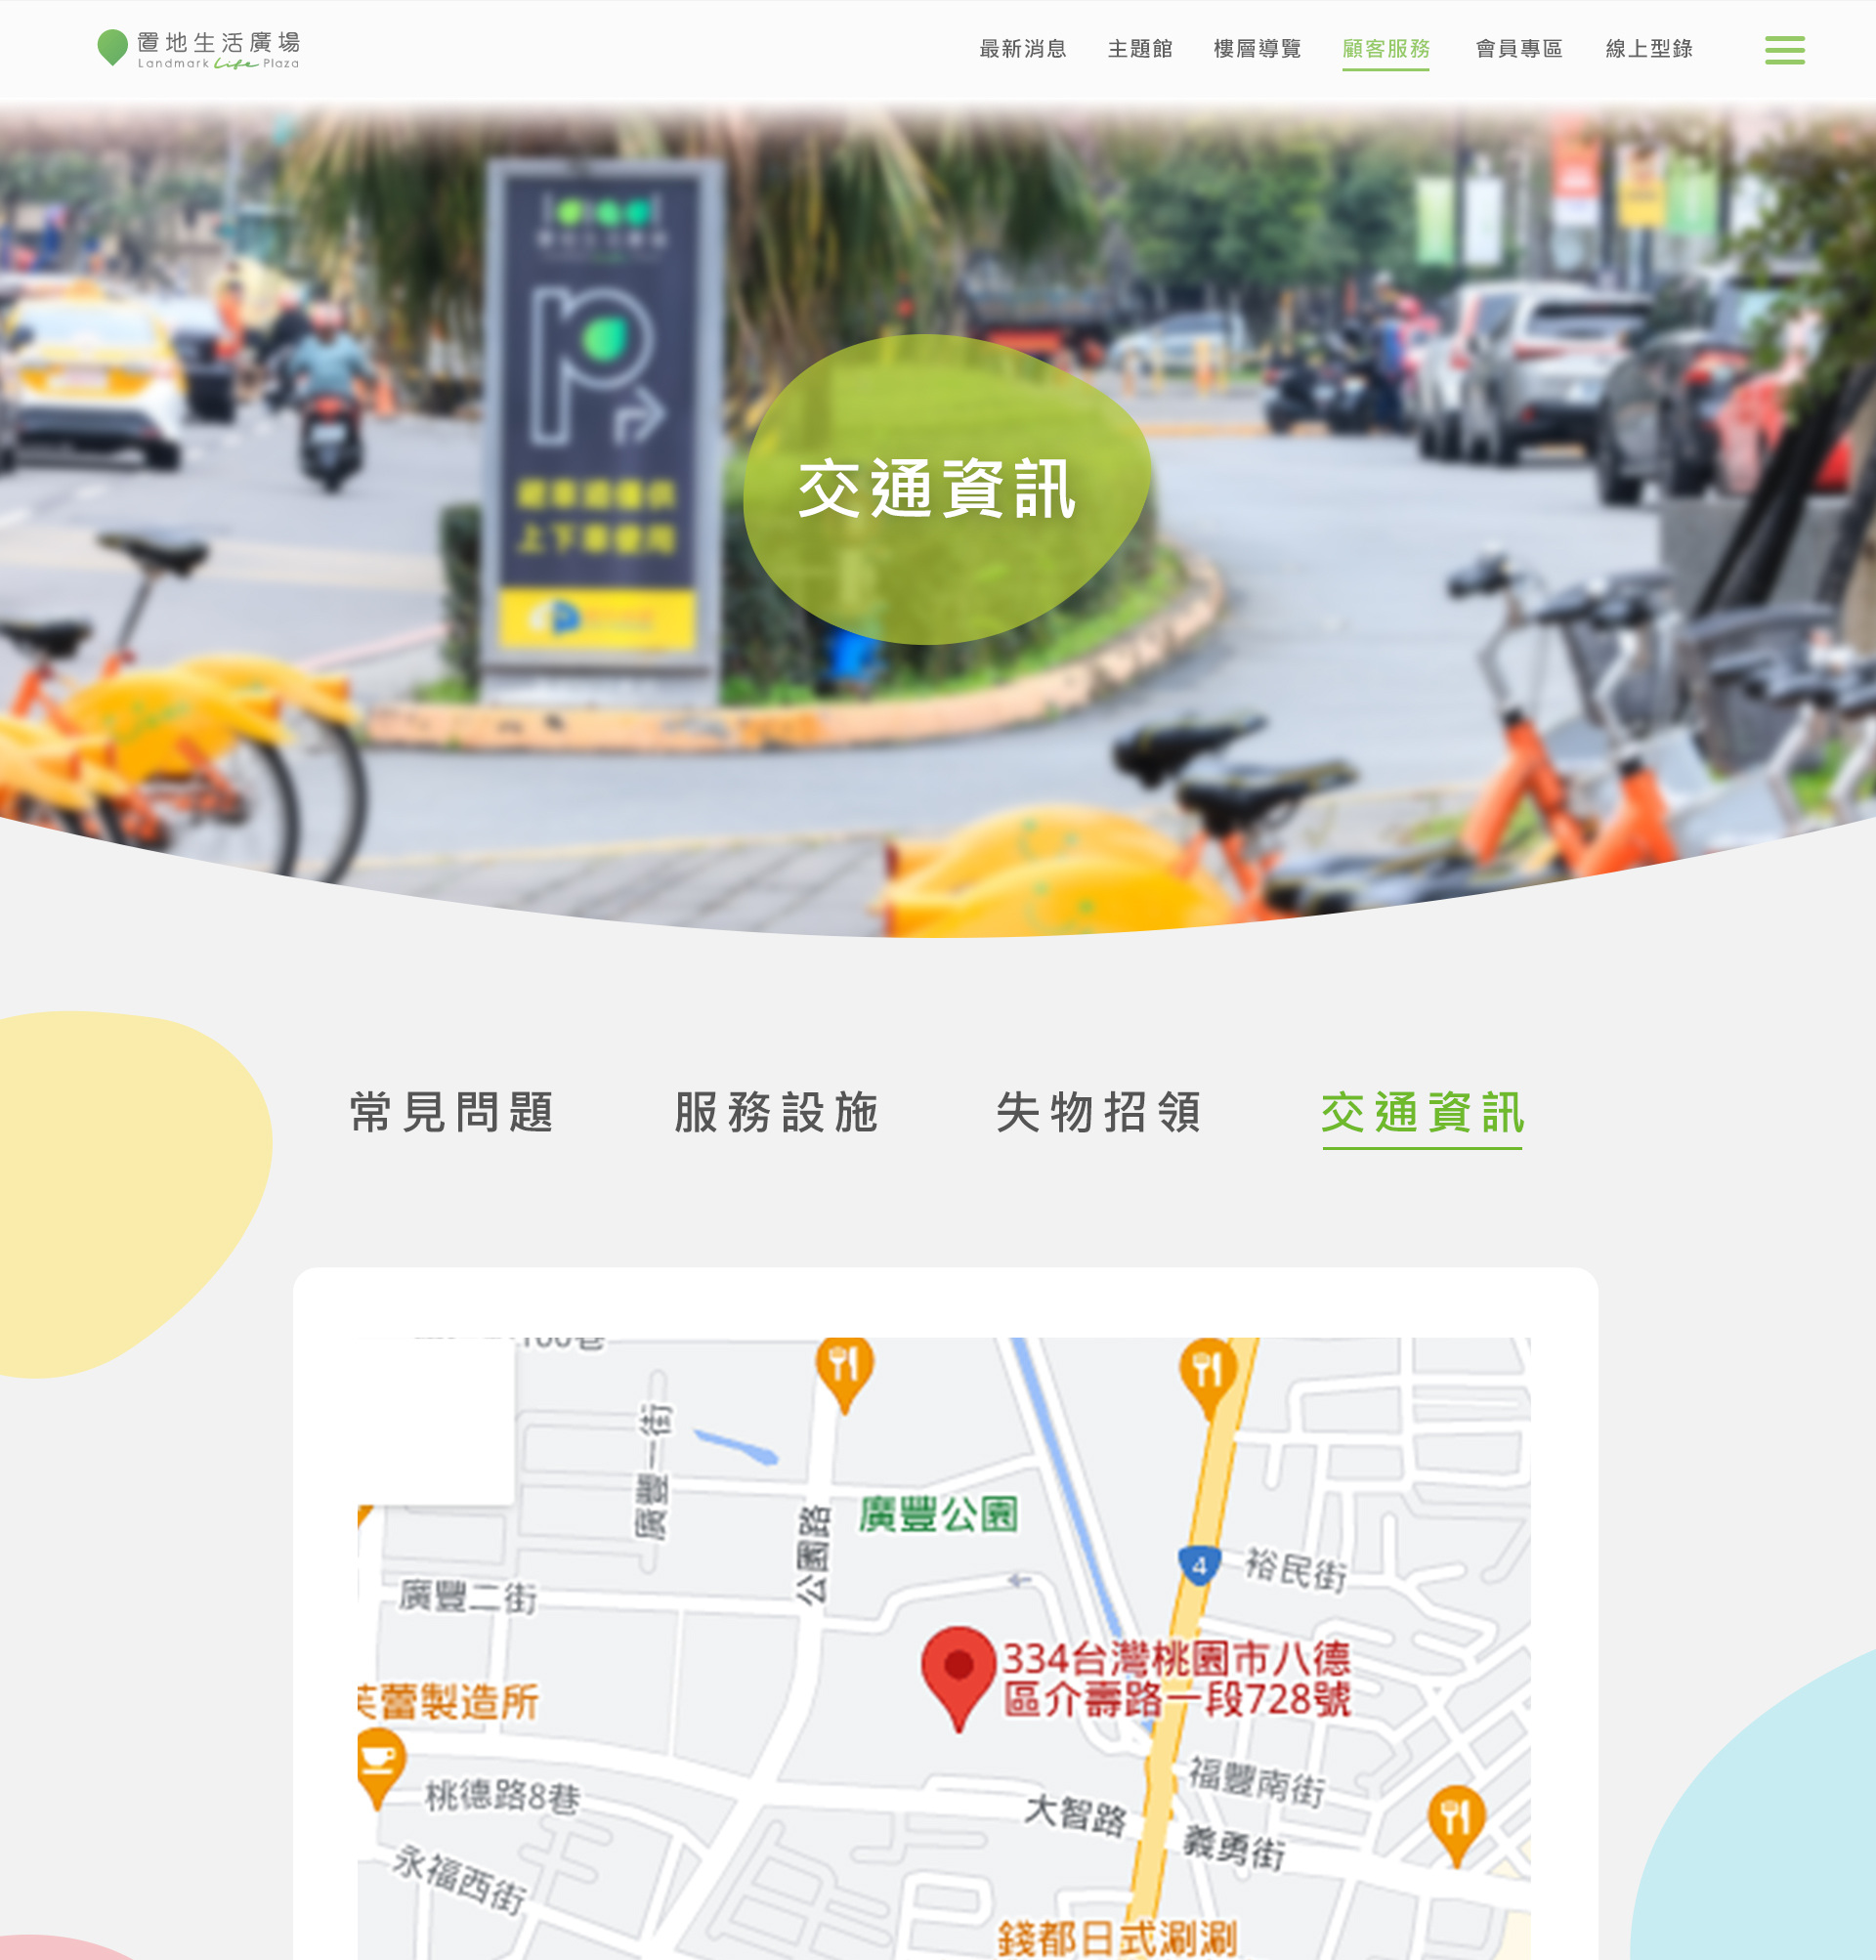 置地生活廣場
Landmark Life Plaza
最新消息
主題館
樓層導覽
顧客服務
會員專區
線上型錄
P
上下車使用
交通資訊
常見問題
服務設施
失物招領
交通資訊
廣豐一街
公園路
廣豐公園
4
裕民街
廣豐二街
334台灣桃園市八德
區介壽路一段728號
蕾製造所
桃德路8巷
福豐南街
大智路
義勇街
永福西街
錢都日式涮涮